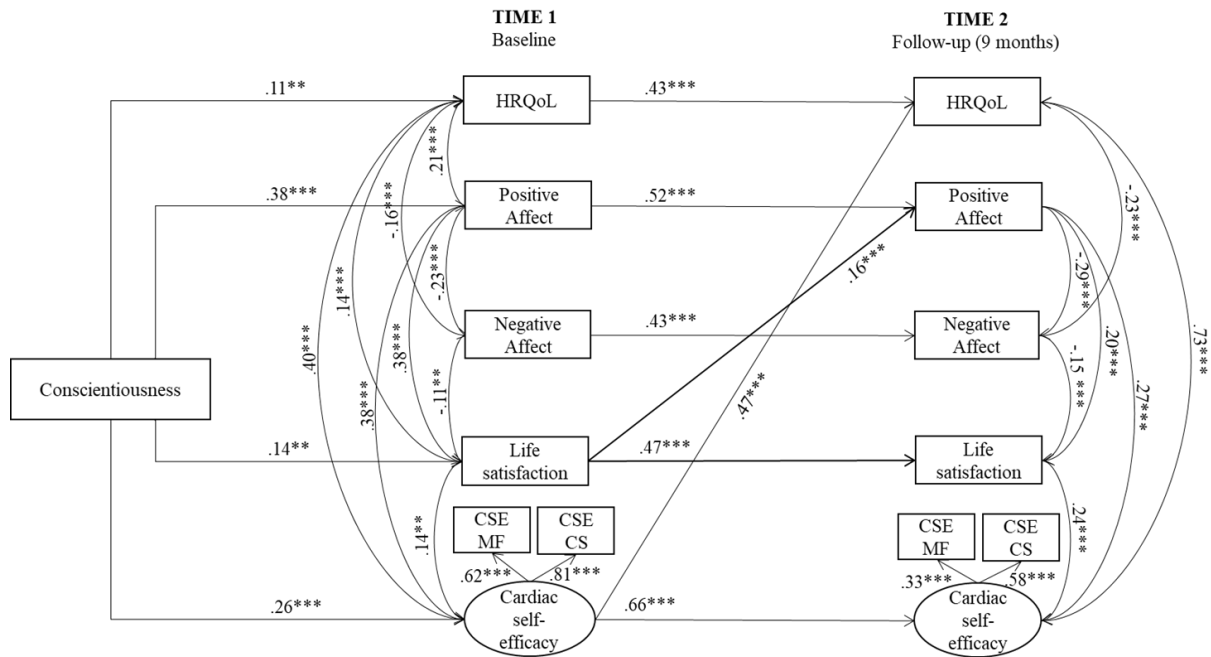 TIME 1
Baseline
TIME 2
Follow-up (9 months)
.11**
HRQoL
.43***
HRQoL
.21***
.38***
Positive
Affect
.52***
Positive
Affect
-.16***
-.23***
.14***
.38***
.40***
.38***
.16***
-.23***
-.29***
.20***
.73***
.27***
Negative
Affect
.43***
Negative
Affect
-.11**
.47***
-.15 ***
Conscientiousness
.14**
Life
satisfaction
.47***
Life
satisfaction
.14**
.24***
CSE
MF
CSE
CS
CSE
MF
CSE
CS
.62***
.81***
.33***
.58***
.26***
Cardiac
self-
efficacy
.66***
Cardiac
self-
efficacy